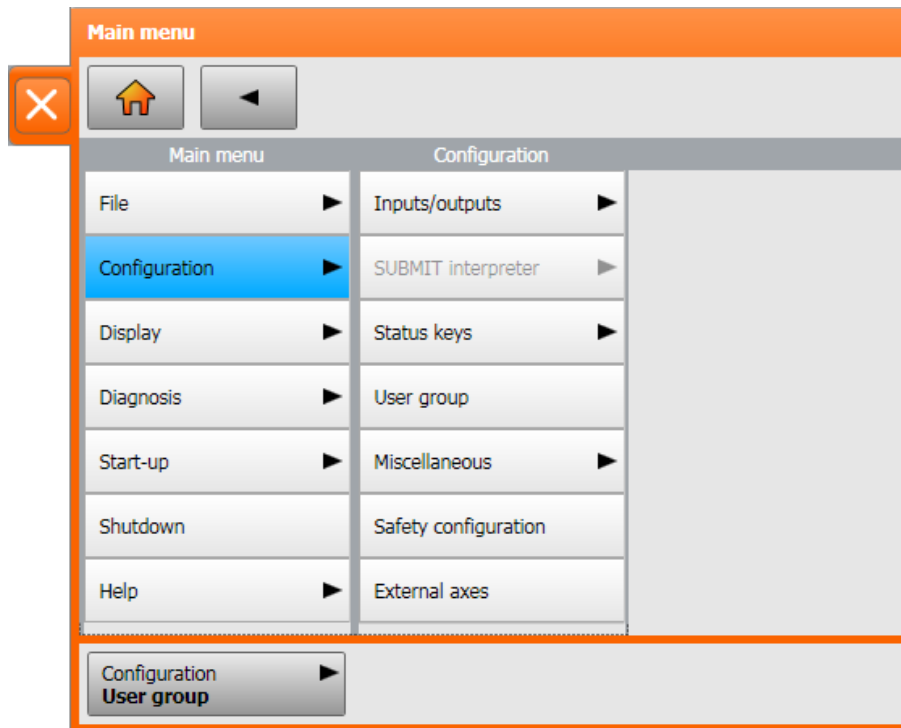 Main menu
Main menu
Configuration
File
Inputs/outputs
Configuration
SUBMIT interpreter
Display
Status keys
Diagnosis
User group
Start-up
Miscellaneous
Shutdown
Safety configuration
Help
External axes
Configuration
User group